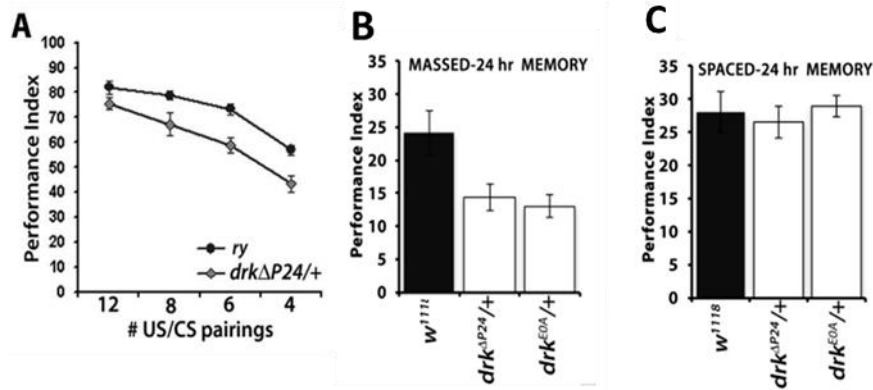 A
100
90
80
70
60
50
40
30
20
10
00
Performance Index
ry
drkΔP24/+
12 8 6 4
# US/CS pairings
B
MASSED-24 hr MEMORY
35
30
25
20
15
10
5
0
Performance Index
drkΔP24/+
drkE0A/+
C
SPACED-24 hr MEMORY
35
30
25
20
15
10
5
0
Performance Index
w1118
drkΔP24/+
drkE0A/+